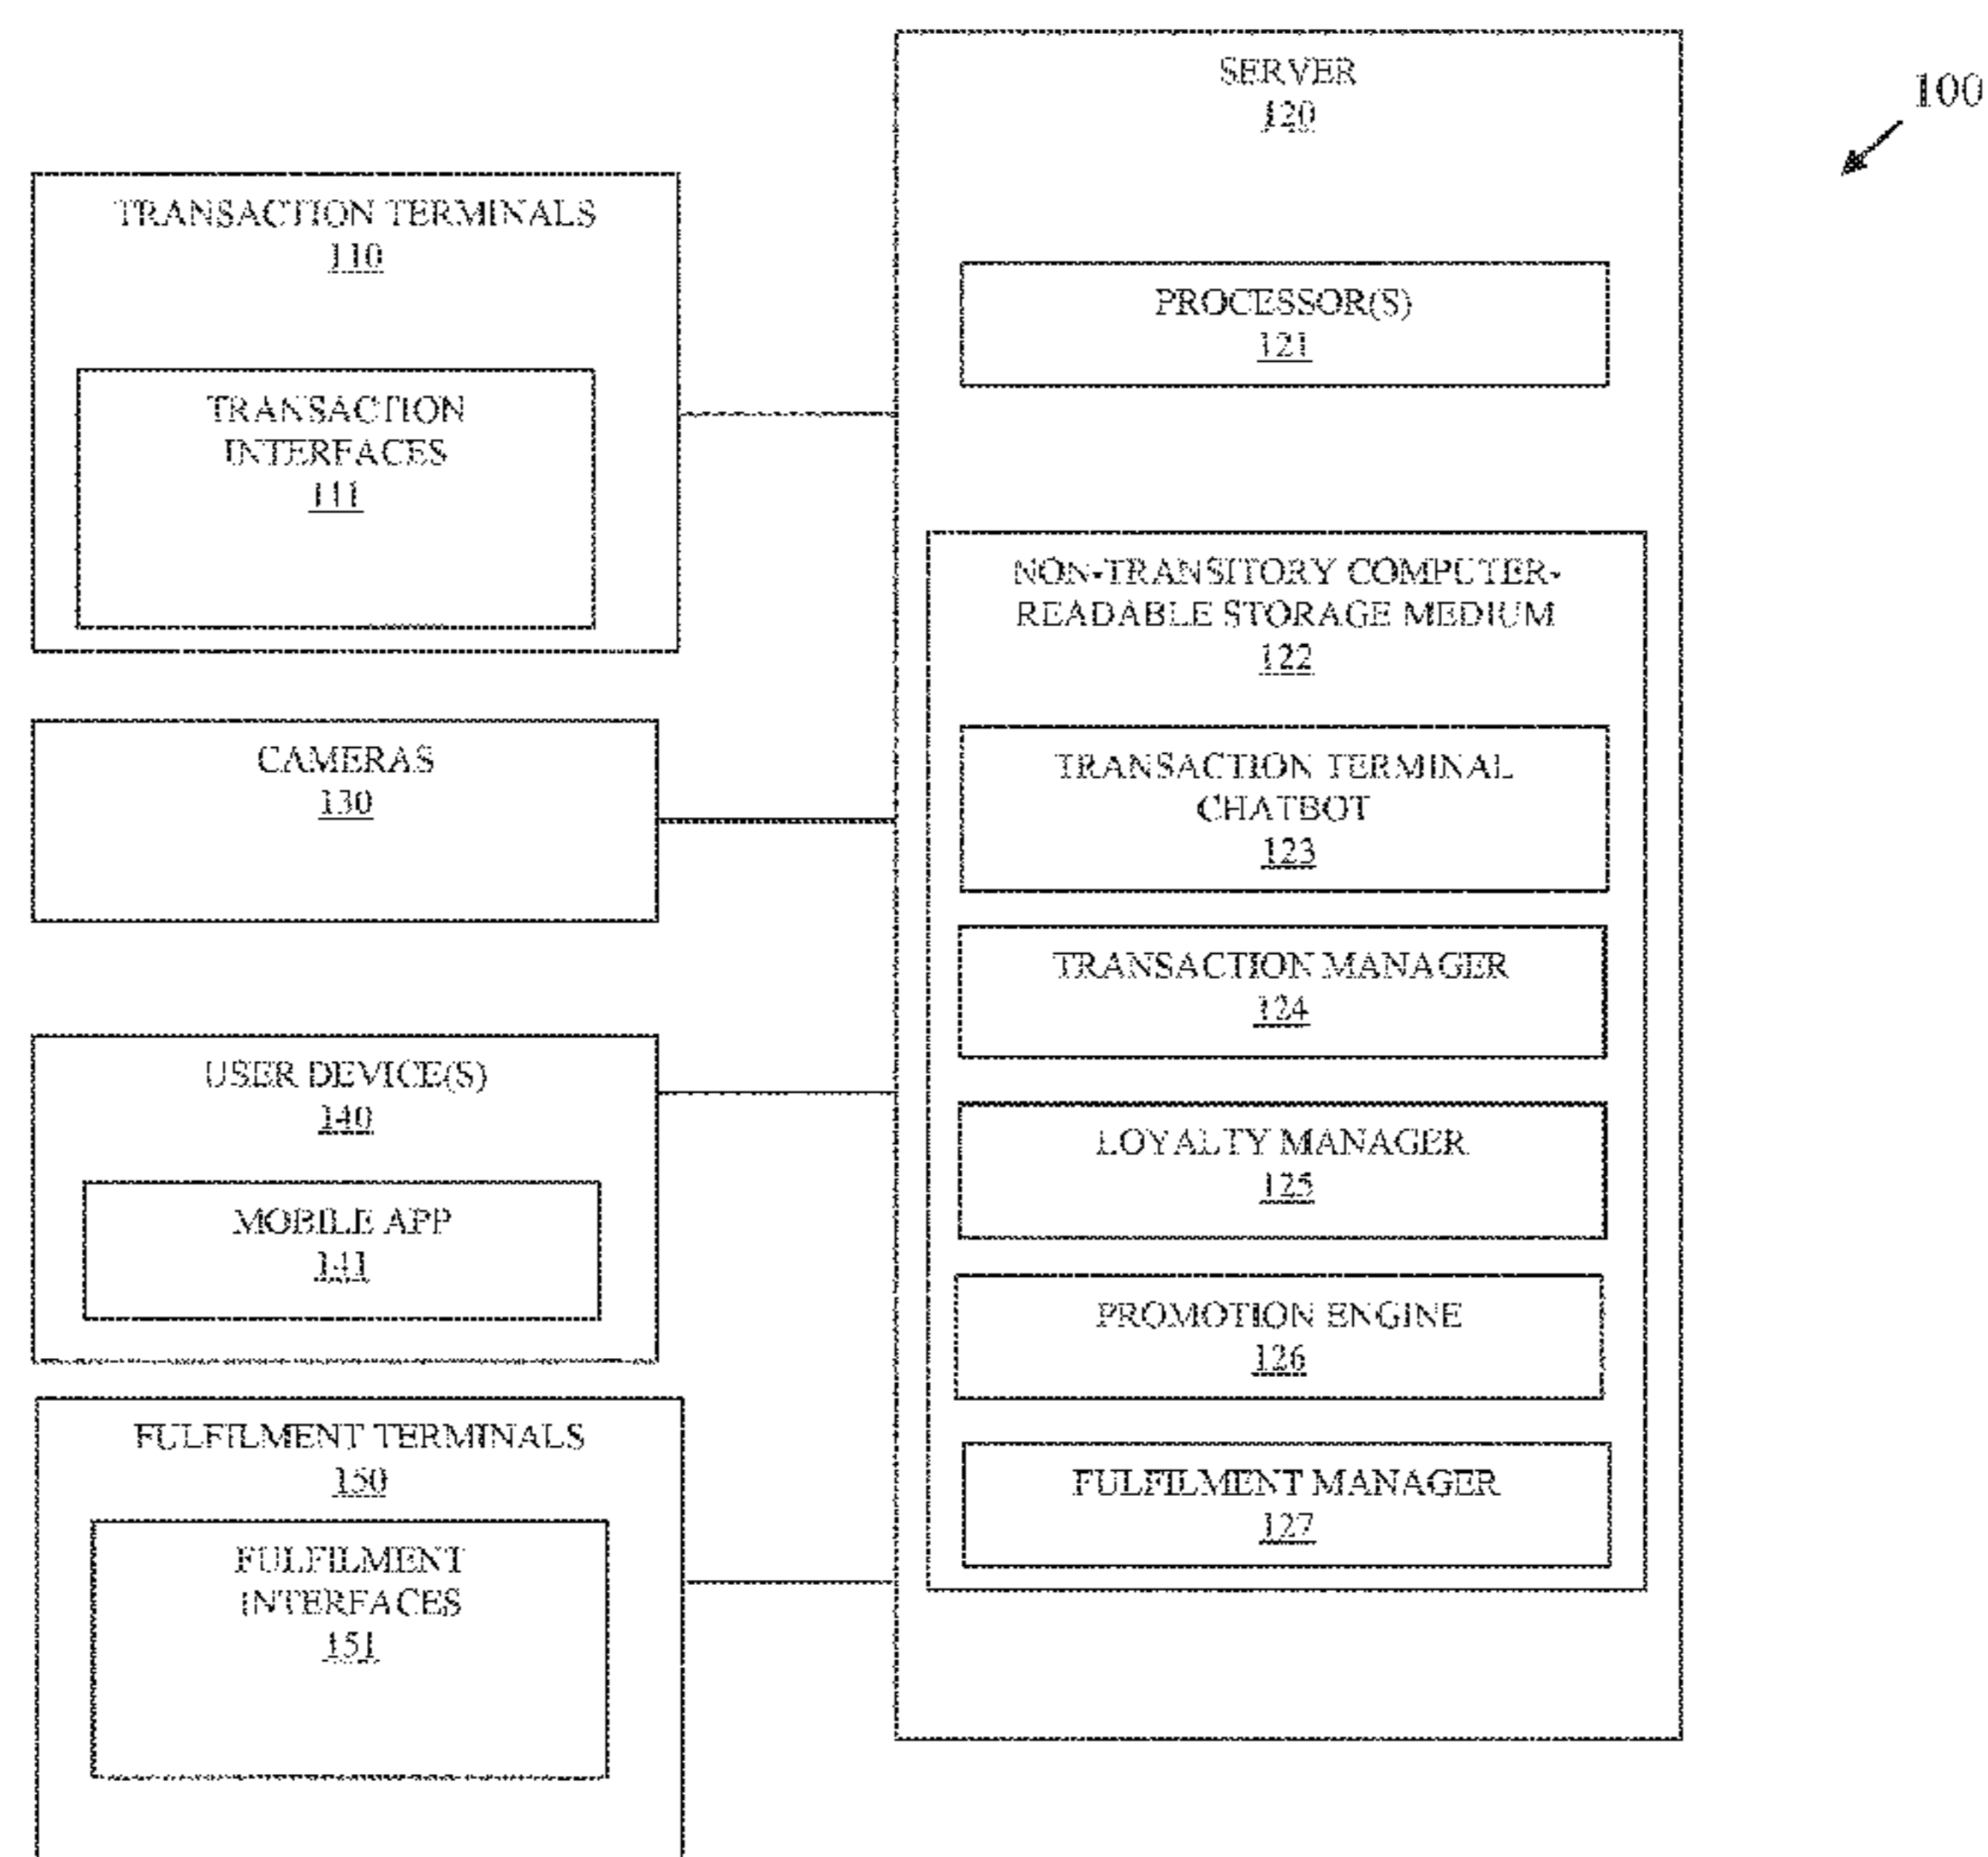 100
TRANSACTION TERMINALS
110
TRANSACTION
INTERFACES
111
CAMERAS
130
USER DEVICE(S)
140
MOBILE APP
141
FULFILMENT TERMINALS
150
FULFILMENT
INTERFACES
151
SERVER
120
PROCESSOR(S)
121
NON-TRANSITORY COMPUTER-
READABLE STORAGE MEDIUM
122
TRANSACTION TERMINAL
CHATBOT
123
TRANSACTION MANAGER
124
LOYALTY MANAGER
125
PROMOTION ENGINE
126
FULFILMENT MANAGER
127